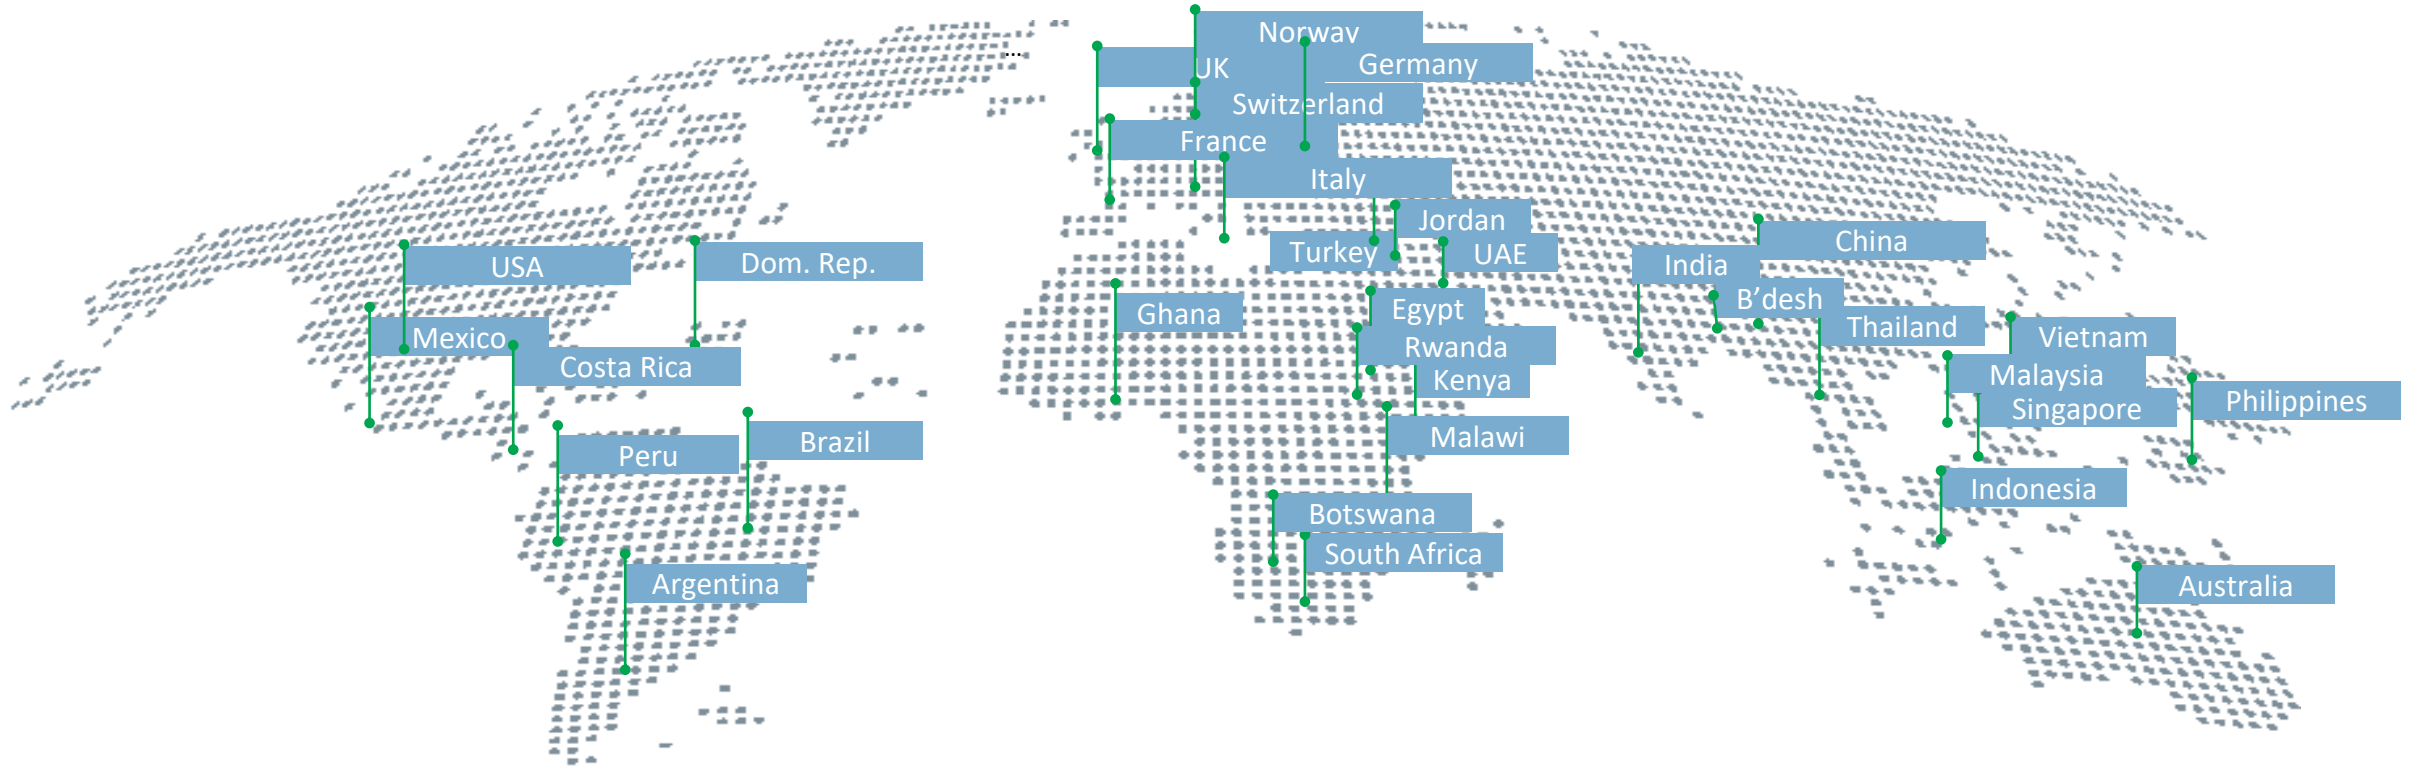 Norway
...
UK
Germany
Switzerland
France
Italy
Jordan
China
Turkey
UAE
USA
Dom. Rep.
India
B'desh
Ghana
Egypt
Thailand
Mexico
Rwanda
Vietnam
Costa Rica
Kenya
Malaysia
Singapore
Philippines
Peru
Brazil
Malawi
Indonesia
Botswana
South Africa
Argentina
Australia